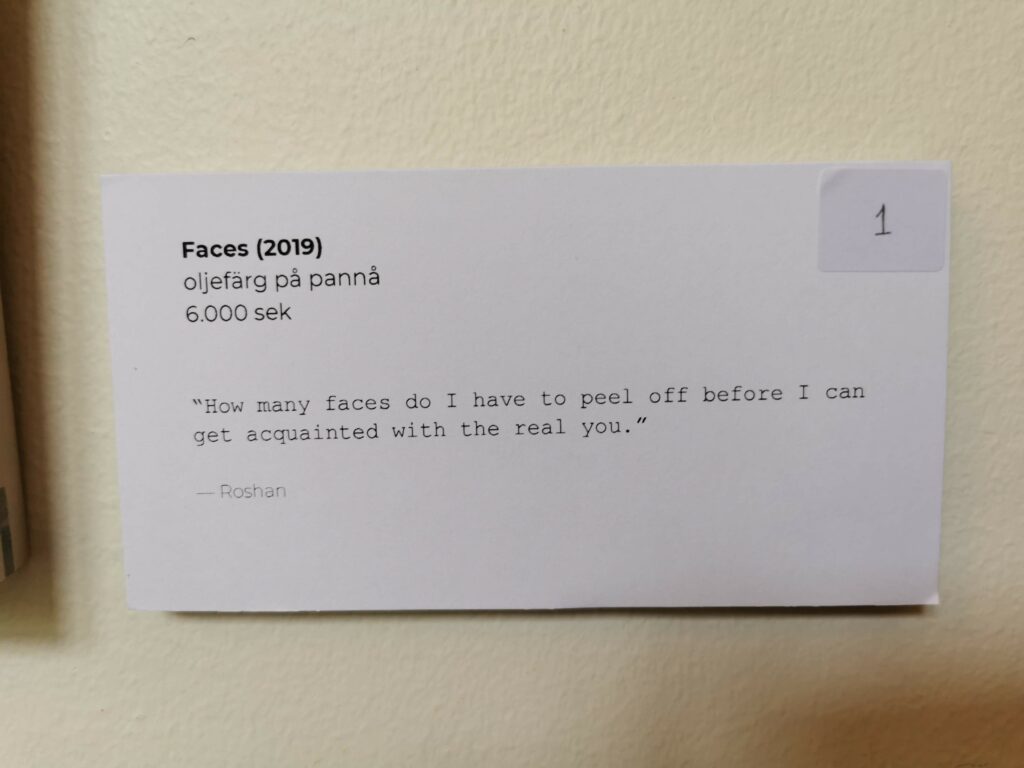 1
Faces (2019)
oljefärg på pannå
6.000 sek
“How many faces do I have to peel off before I can
get acquainted with the real you.”
— Roshan